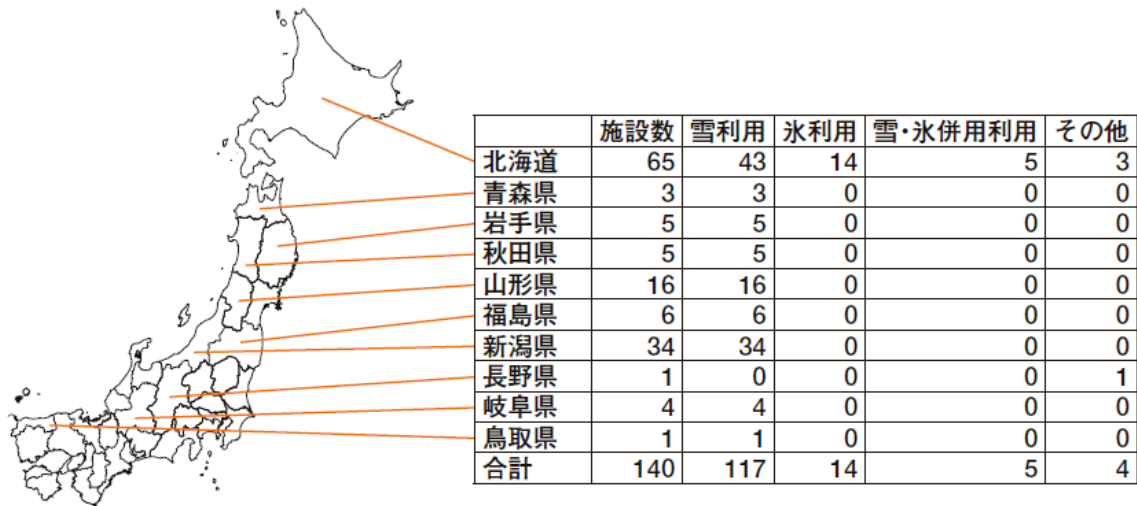 施設数 雪利用 氷利用 雪・氷併用利用 その他
北海道 65 43 14 5 3
青森県 3 3 0 0 0
岩手県 5 5 0 0 0
秋田県 5 5 0 0 0
山形県 16 16 0 0 0
福島県 6 6 0 0 0
新潟県 34 34 0 0 0
長野県 1 0 0 0 1
岐阜県 4 4 0 0 0
鳥取県 1 1 0 0 0
合計 140 117 14 5 4